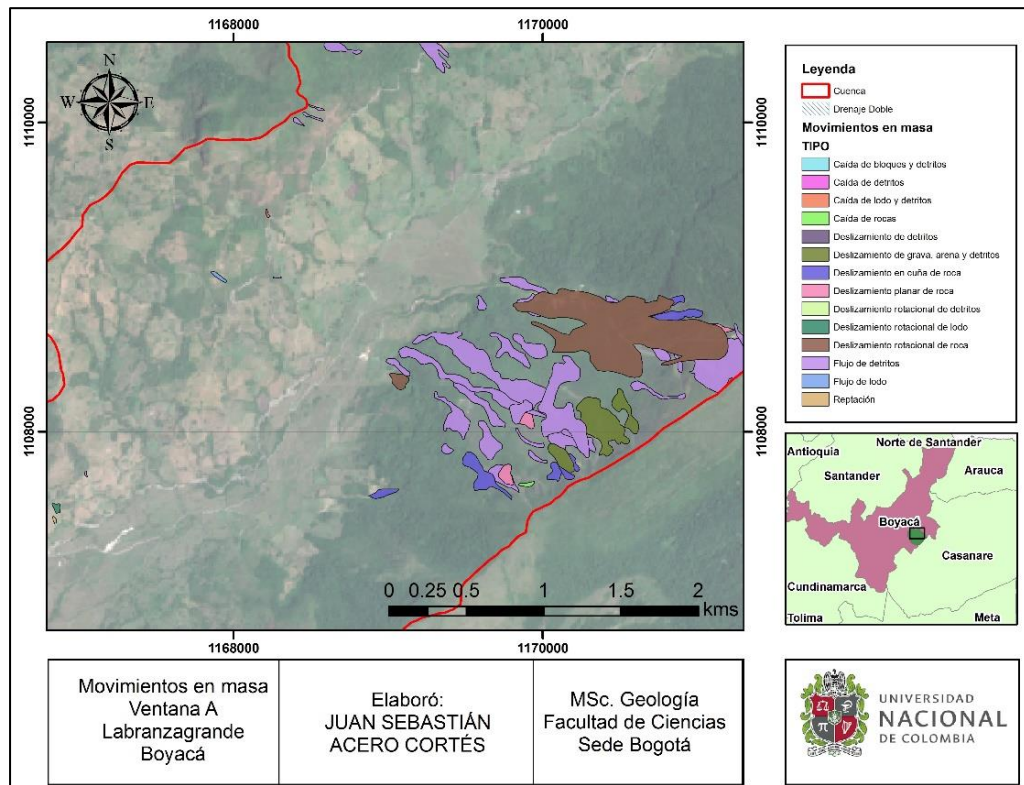 1168000
1170000
1110000
1110000
1108000
1108000
N
W
E
S
0
0.25
0.5
1
1.5
2
kms
1168000
1170000
Leyenda
Cuenca
Drenaje Doble
Movimientos en masa
TIPO
Caída de bloques y detritos
Caída de detritos
Caída de lodo y detritos
Caída de rocas
Deslizamiento de detritos
Deslizamiento de grava, arena y detritos
Deslizamiento en cuña de roca
Deslizamiento planar de roca
Deslizamiento rotacional de detritos
Deslizamiento rotacional de lodo
Deslizamiento rotacional de roca
Flujo de detritos
Flujo de lodo
Reptación
Norte de Santander
Antioquia
Santander
Arauca
Boyacá
Casanare
Cundinamarca
Tolima
Meta
Movimientos en masa
Ventana A
Labranzagrande
Boyacá
Elaboró:
JUAN SEBASTIÁN
ACERO CORTÉS
MSc. Geología
Facultad de Ciencias
Sede Bogotá
UNIVERSIDAD
NACIONAL
DE COLOMBIA